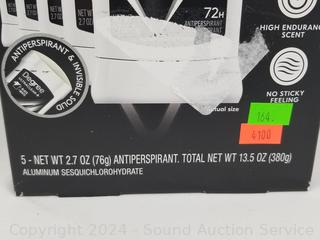 72H
ANTIPERSPIRANT
HIGH ENDURANCE
SCENT
NO STICKY
FEELING
ANTIPERSPIRANT & INVISIBLE SOLID
Degree
actual size
164.
4100
5 - NET WT 2.7 OZ (76g) ANTIPERSPIRANT. TOTAL NET WT 13.5 OZ (380g)
ALUMINUM SESQUICHLOROHYDRATE
Copyright 2024 - Sound Auction Service